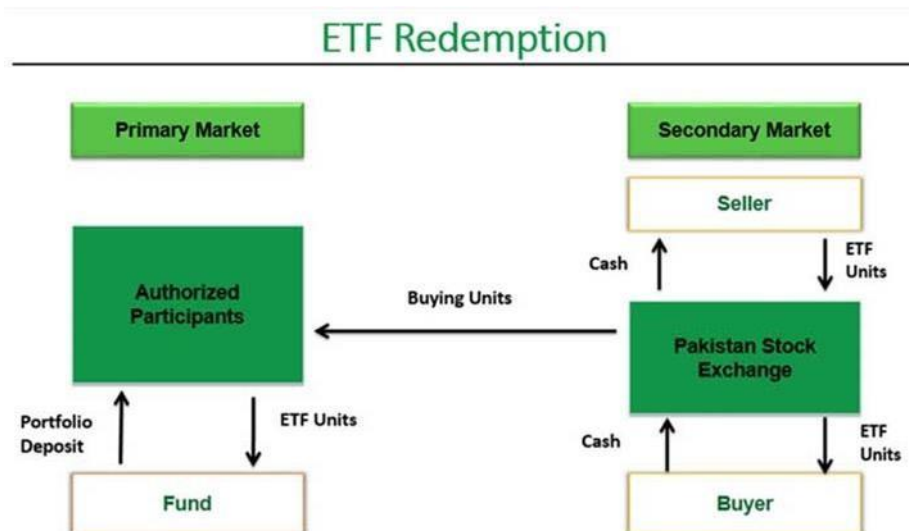 ETF Redemption
Primary Market
Secondary Market
Seller
Cash
ETF
Units
Authorized
Participants
Buying Units
Pakistan Stock
Exchange
Portfolio
Deposit
ETF Units
Cash
ETF
Units
Fund
Buyer